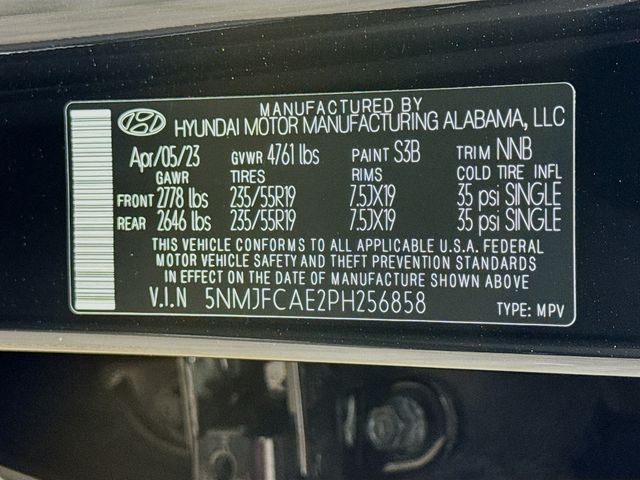 MANUFACTURED BY
HYUNDAI MOTOR MANUFACTURING ALABAMA, LLC
Apr/05/23 GVWR 4761 lbs PAINT S3B TRIM NNB
GAWR TIRES RIMS COLD TIRE INFL
FRONT 2778 lbs 235/55R19 7.5JX19 35 psi SINGLE
REAR 2646 lbs 235/55R19 7.5JX19 35 psi SINGLE
THIS VEHICLE CONFORMS TO ALL APPLICABLE U.S.A. FEDERAL
MOTOR VEHICLE SAFETY AND THEFT PREVENTION STANDARDS
IN EFFECT ON THE DATE OF MANUFACTURE SHOWN ABOVE
V.I.N 5NMJFCAE2PH256858 TYPE: MPV